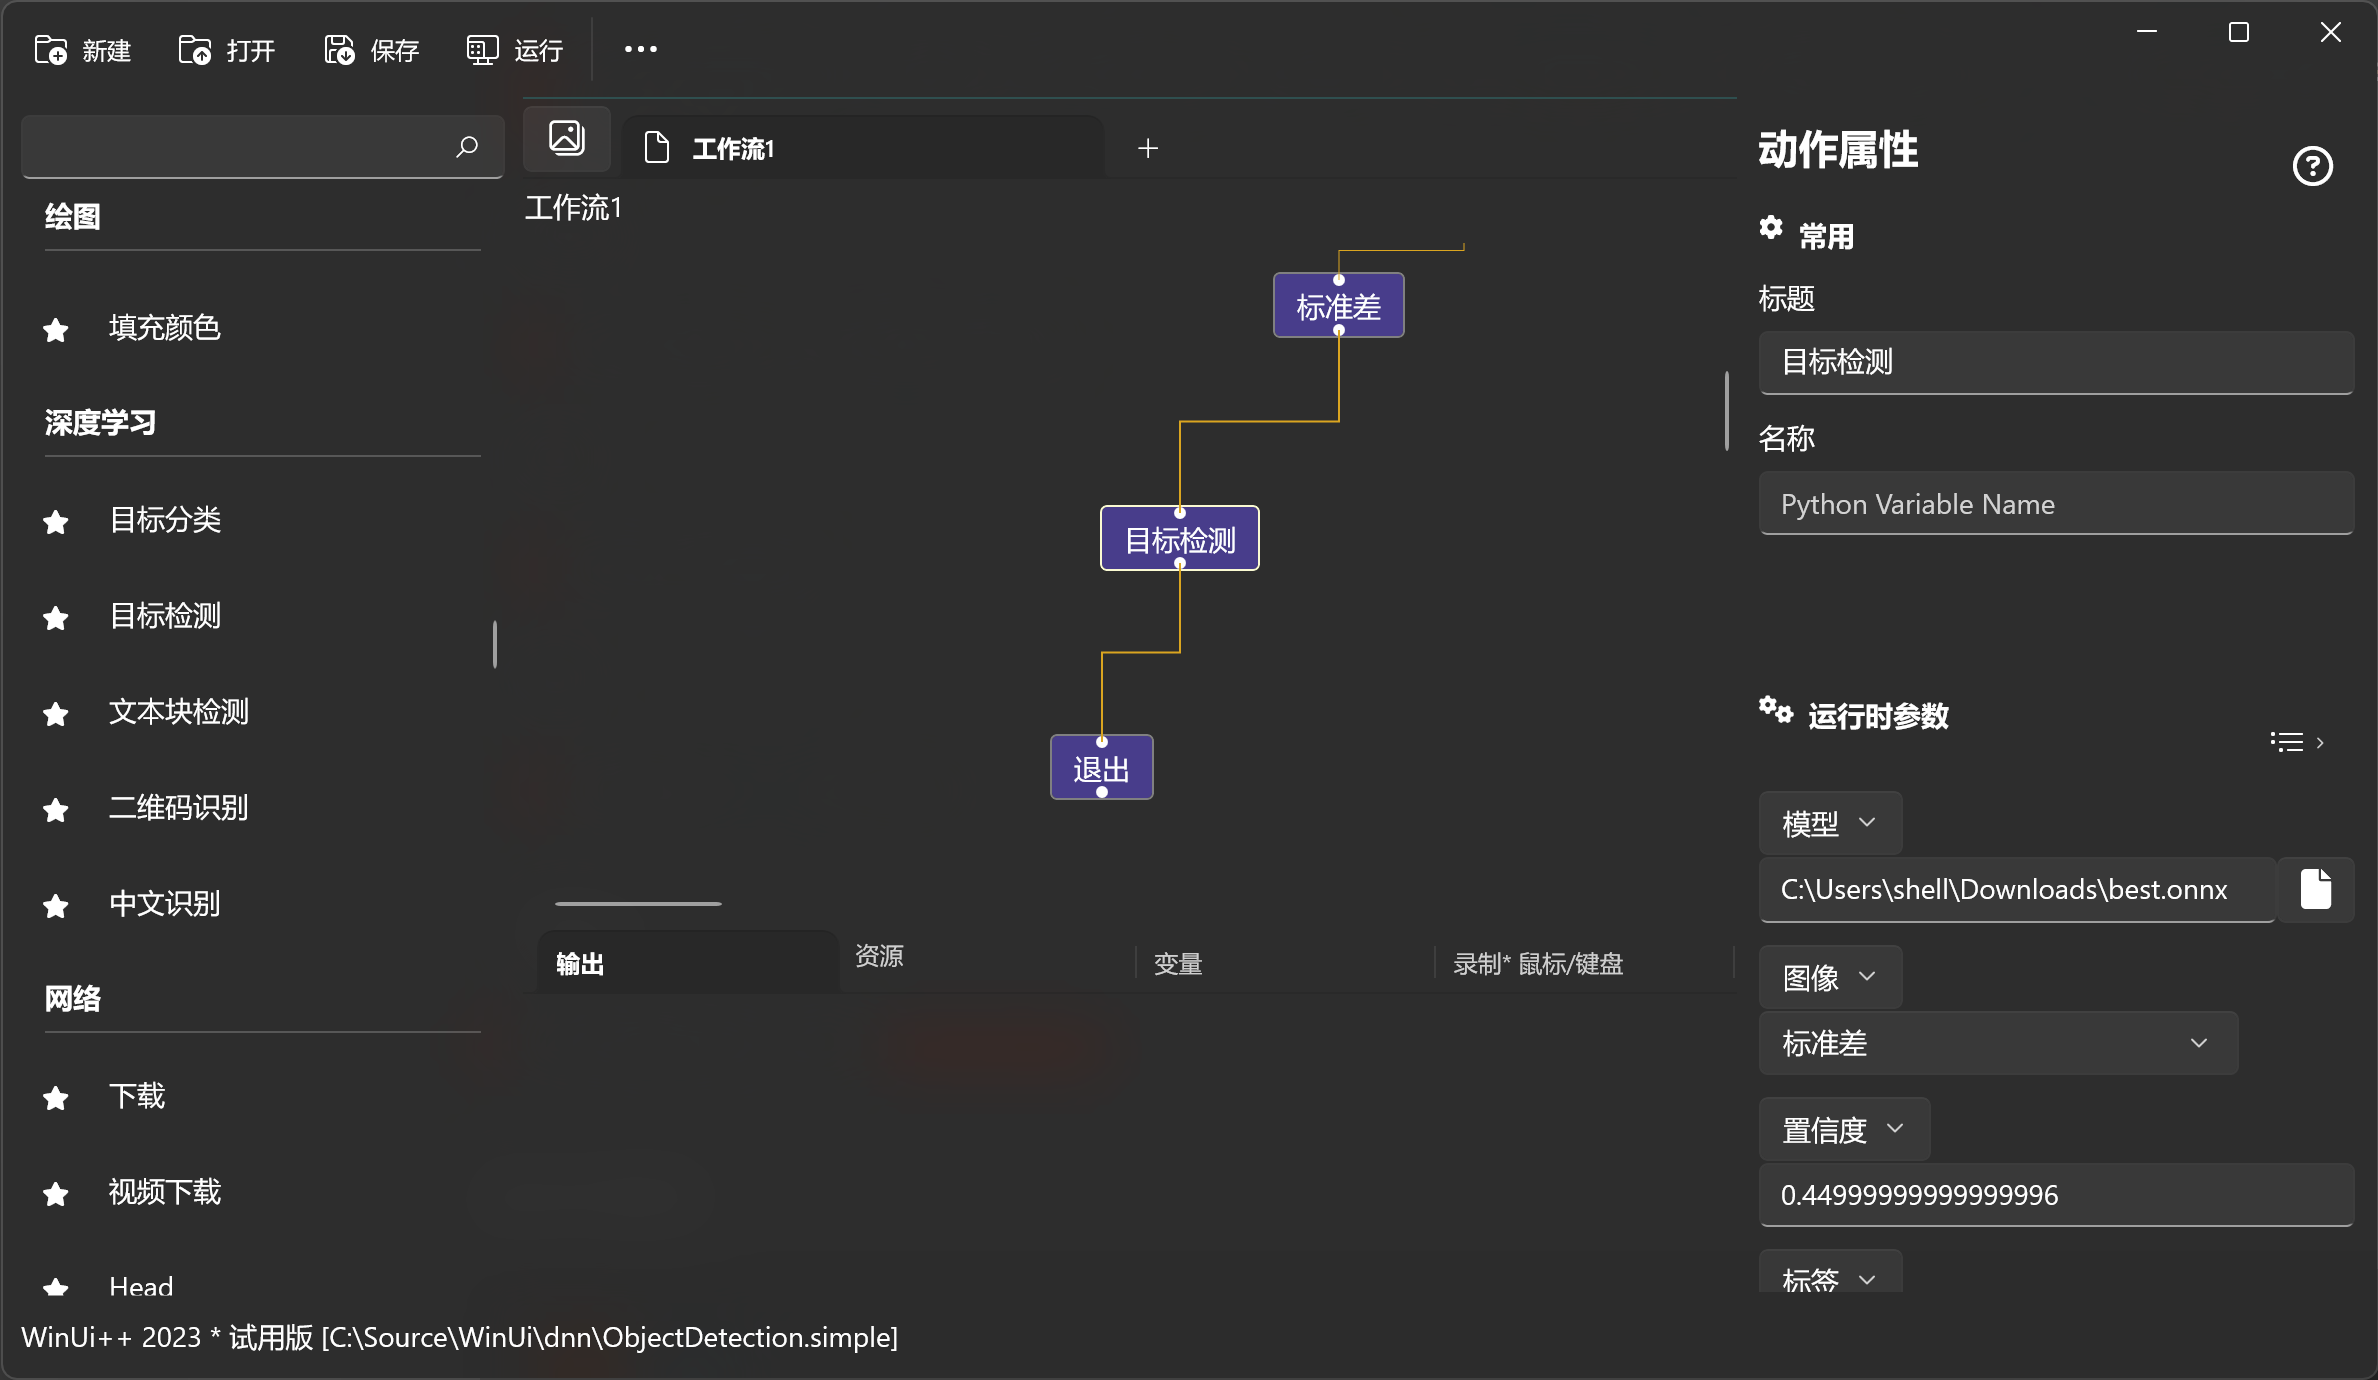 新建 打开 保存 运行
绘图
填充颜色
深度学习
目标分类
目标检测
文本块检测
二维码识别
中文识别
网络
下载
视频下载
Head
工作流1
工作流1
标准差
目标检测
退出
输出 资源 变量 录制* 鼠标/键盘
动作属性
常用
标题
目标检测
名称
Python Variable Name
运行时参数
模型
C:\Users\shell\Downloads\best.onnx
图像
标准差
置信度
0.44999999999999996
标签
WinUi++ 2023 * 试用版 [C:\Source\WinUi\dnn\ObjectDetection.simple]